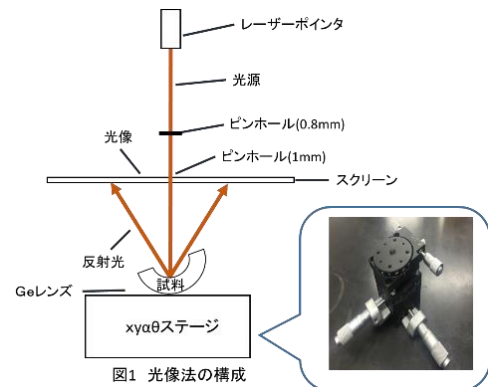 レーザーポインタ
光源
ピンホール(0.8mm)
光像
ピンホール(1mm)
スクリーン
反射光
試料
Geレンズ
xyαθステージ
図1 光像法の構成